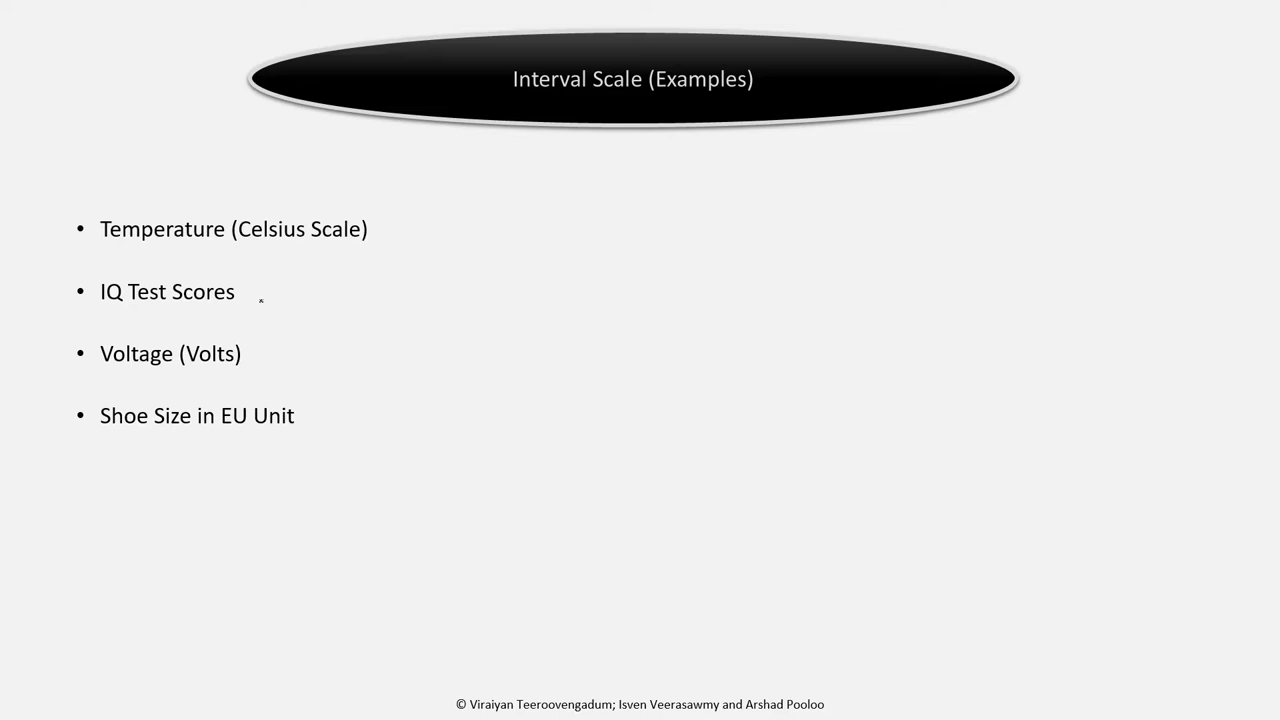 Interval Scale (Examples)
• Temperature (Celsius Scale)
• IQ Test Scores
• Voltage (Volts)
• Shoe Size in EU Unit
© Viraiyan Teeroovengadum; Isven Veerasawmy and Arshad Pooloo